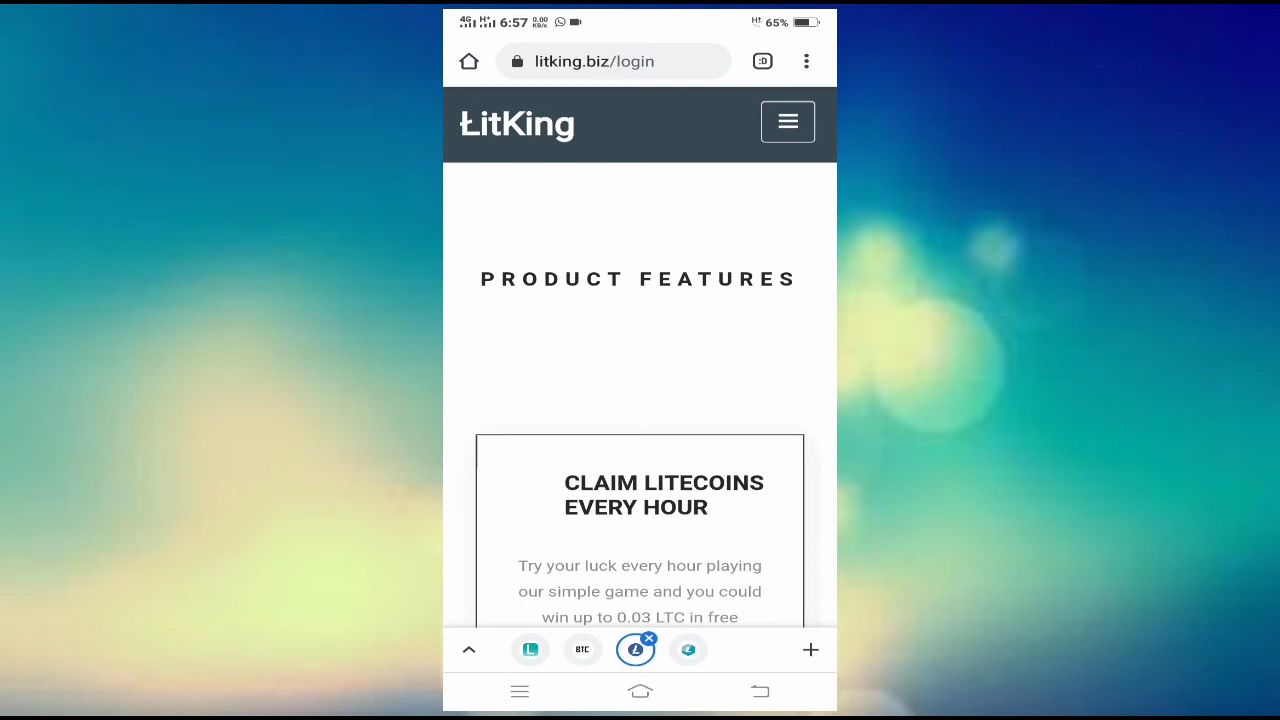 4G H+ 6:57 0.00 KB/s H+ 65%
litking.biz/login :D
ŁitKing
PRODUCT FEATURES
CLAIM LITECOINS
EVERY HOUR
Try your luck every hour playing
our simple game and you could
win up to 0.03 LTC in free
L BTC Ł